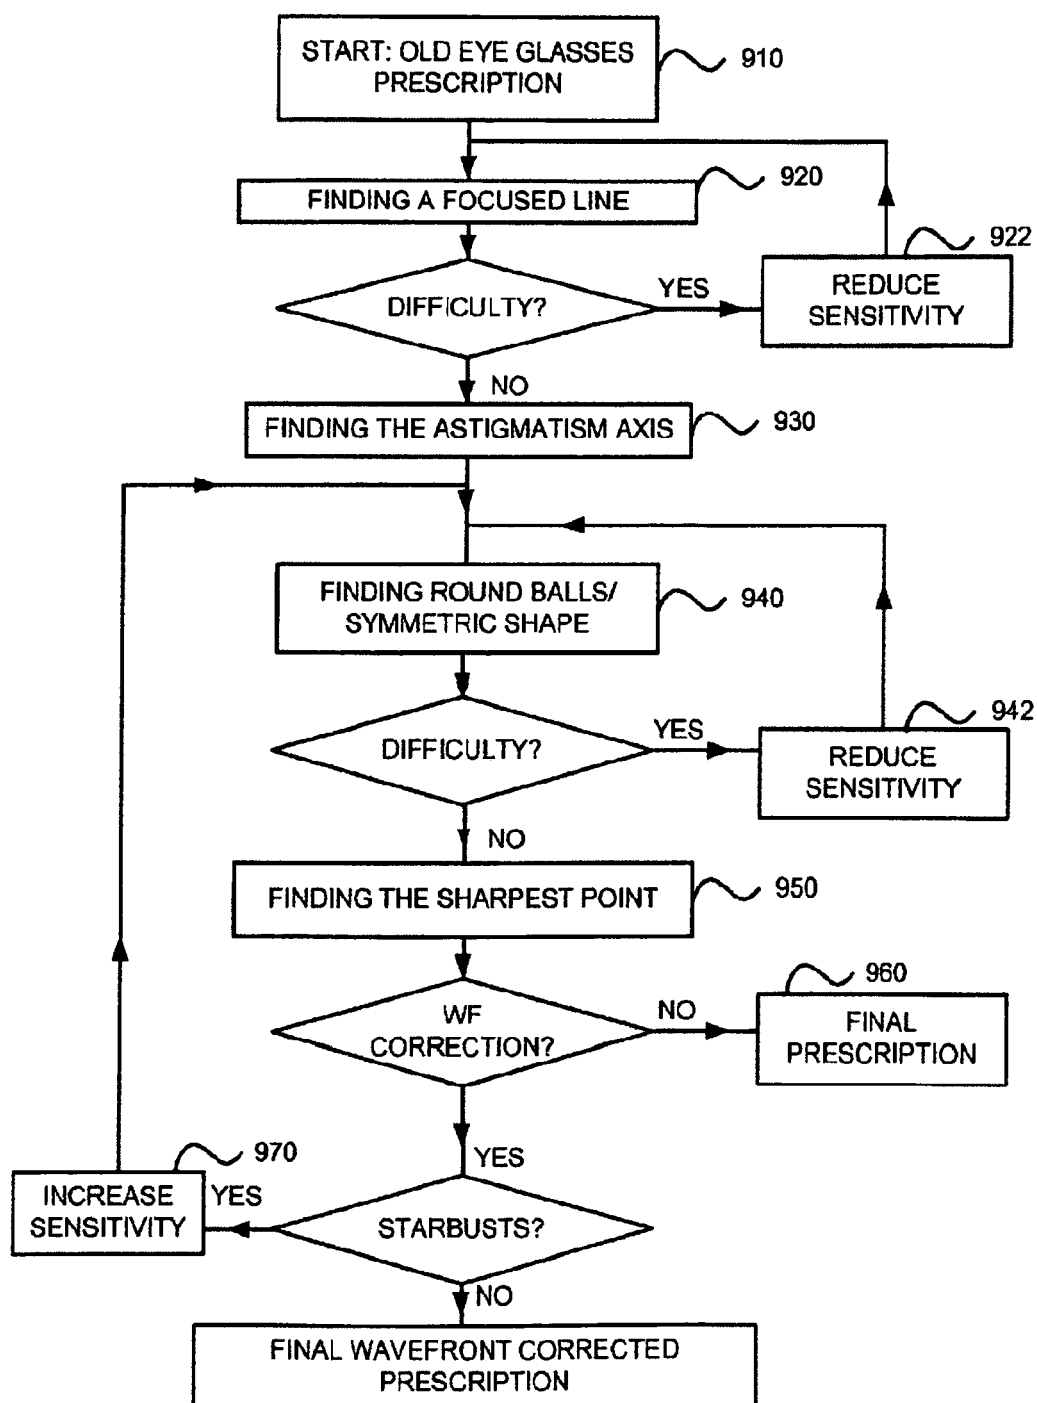 START: OLD EYE GLASSES
PRESCRIPTION
910
FINDING A FOCUSED LINE
920
DIFFICULTY?
YES
REDUCE
SENSITIVITY
922
NO
FINDING THE ASTIGMATISM AXIS
930
FINDING ROUND BALLS/
SYMMETRIC SHAPE
940
DIFFICULTY?
YES
REDUCE
SENSITIVITY
942
NO
FINDING THE SHARPEST POINT
950
WF
CORRECTION?
NO
FINAL
PRESCRIPTION
960
YES
STARBUSTS?
YES
INCREASE
SENSITIVITY
970
NO
FINAL WAVEFRONT CORRECTED
PRESCRIPTION